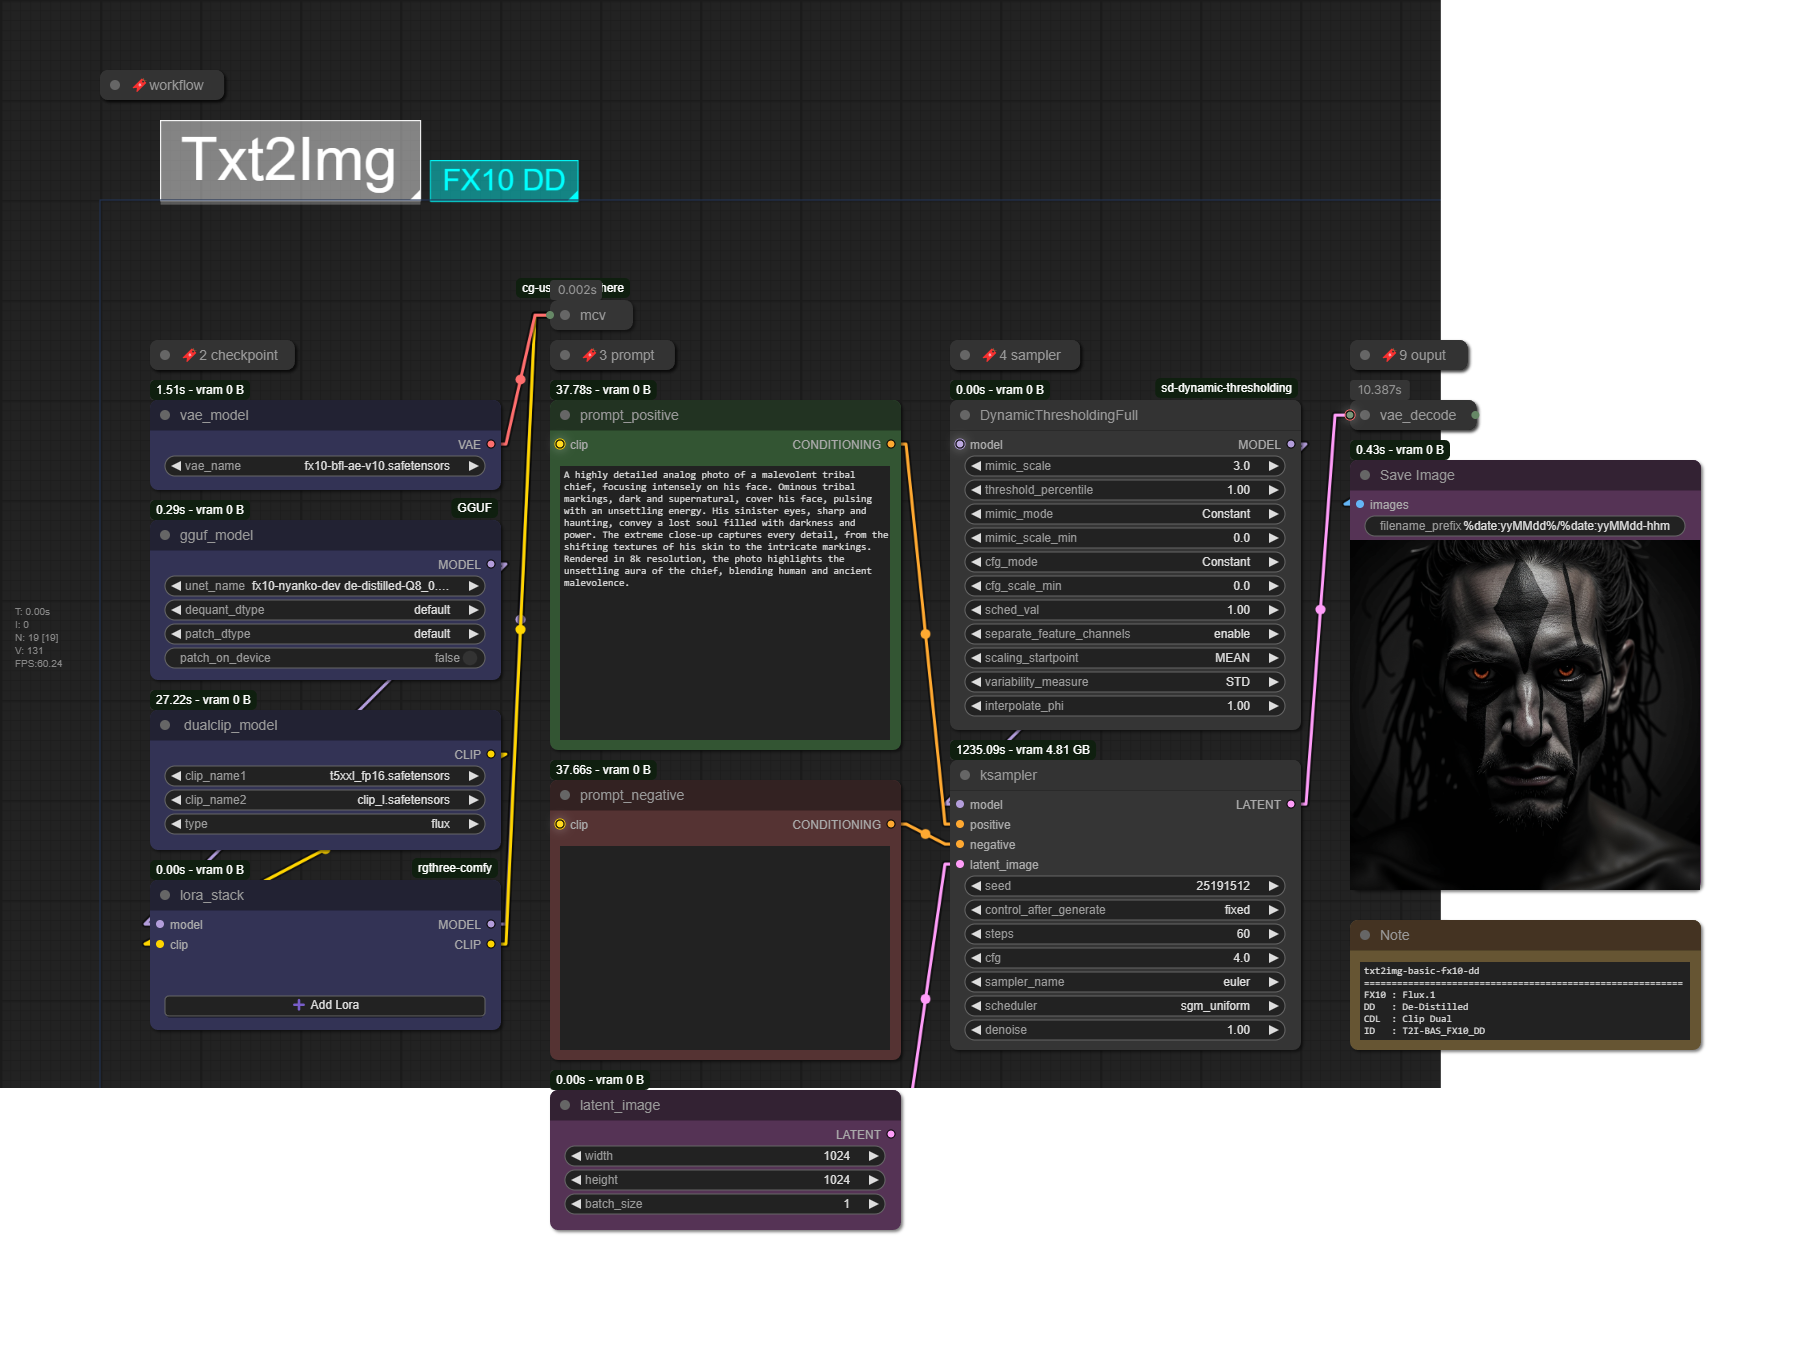 workflow
Txt2Img
FX10 DD
T: 0.00s
I: 0
N: 19 [19]
V: 131
FPS:60.24
2 checkpoint
1.51s - vram 0 B
vae_model
VAE
vae_name fx10-bfl-ae-v10.safetensors
0.29s - vram 0 B
GGUF
gguf_model
MODEL
unet_name fx10-nyanko-dev de-distilled-Q8_0....
dequant_dtype default
patch_dtype default
patch_on_device false
27.22s - vram 0 B
dualclip_model
CLIP
clip_name1 t5xxl_fp16.safetensors
clip_name2 clip_l.safetensors
type flux
0.00s - vram 0 B
rgthree-comfy
lora_stack
model MODEL
clip CLIP
+ Add Lora
cg-us
0.002s
here
mcv
3 prompt
37.78s - vram 0 B
prompt_positive
clip CONDITIONING
A highly detailed analog photo of a malevolent tribal
chief, focusing intensely on his face. Ominous tribal
markings, dark and supernatural, cover his face, pulsing
with an unsettling energy. His sinister eyes, sharp and
haunting, convey a lost soul filled with darkness and
power. The extreme close-up captures every detail, from the
shifting textures of his skin to the intricate markings.
Rendered in 8k resolution, the photo highlights the
unsettling aura of the chief, blending human and ancient
malevolence.
37.66s - vram 0 B
prompt_negative
clip CONDITIONING
0.00s - vram 0 B
latent_image
LATENT
width 1024
height 1024
batch_size 1
4 sampler
0.00s - vram 0 B
sd-dynamic-thresholding
DynamicThresholdingFull
model MODEL
mimic_scale 3.0
threshold_percentile 1.00
mimic_mode Constant
mimic_scale_min 0.0
cfg_mode Constant
cfg_scale_min 0.0
sched_val 1.00
separate_feature_channels enable
scaling_startpoint MEAN
variability_measure STD
interpolate_phi 1.00
1235.09s - vram 4.81 GB
ksampler
model LATENT
positive
negative
latent_image
seed 25191512
control_after_generate fixed
steps 60
cfg 4.0
sampler_name euler
scheduler sgm_uniform
denoise 1.00
9 ouput
10.387s
vae_decode
0.43s - vram 0 B
Save Image
images
filename_prefix %date:yyMMdd%/%date:yyMMdd-hhm
Note
txt2img-basic-fx10-dd
==========================================================
FX10 : Flux.1
DD : De-Distilled
CDL : Clip Dual
ID : T2I-BAS_FX10_DD